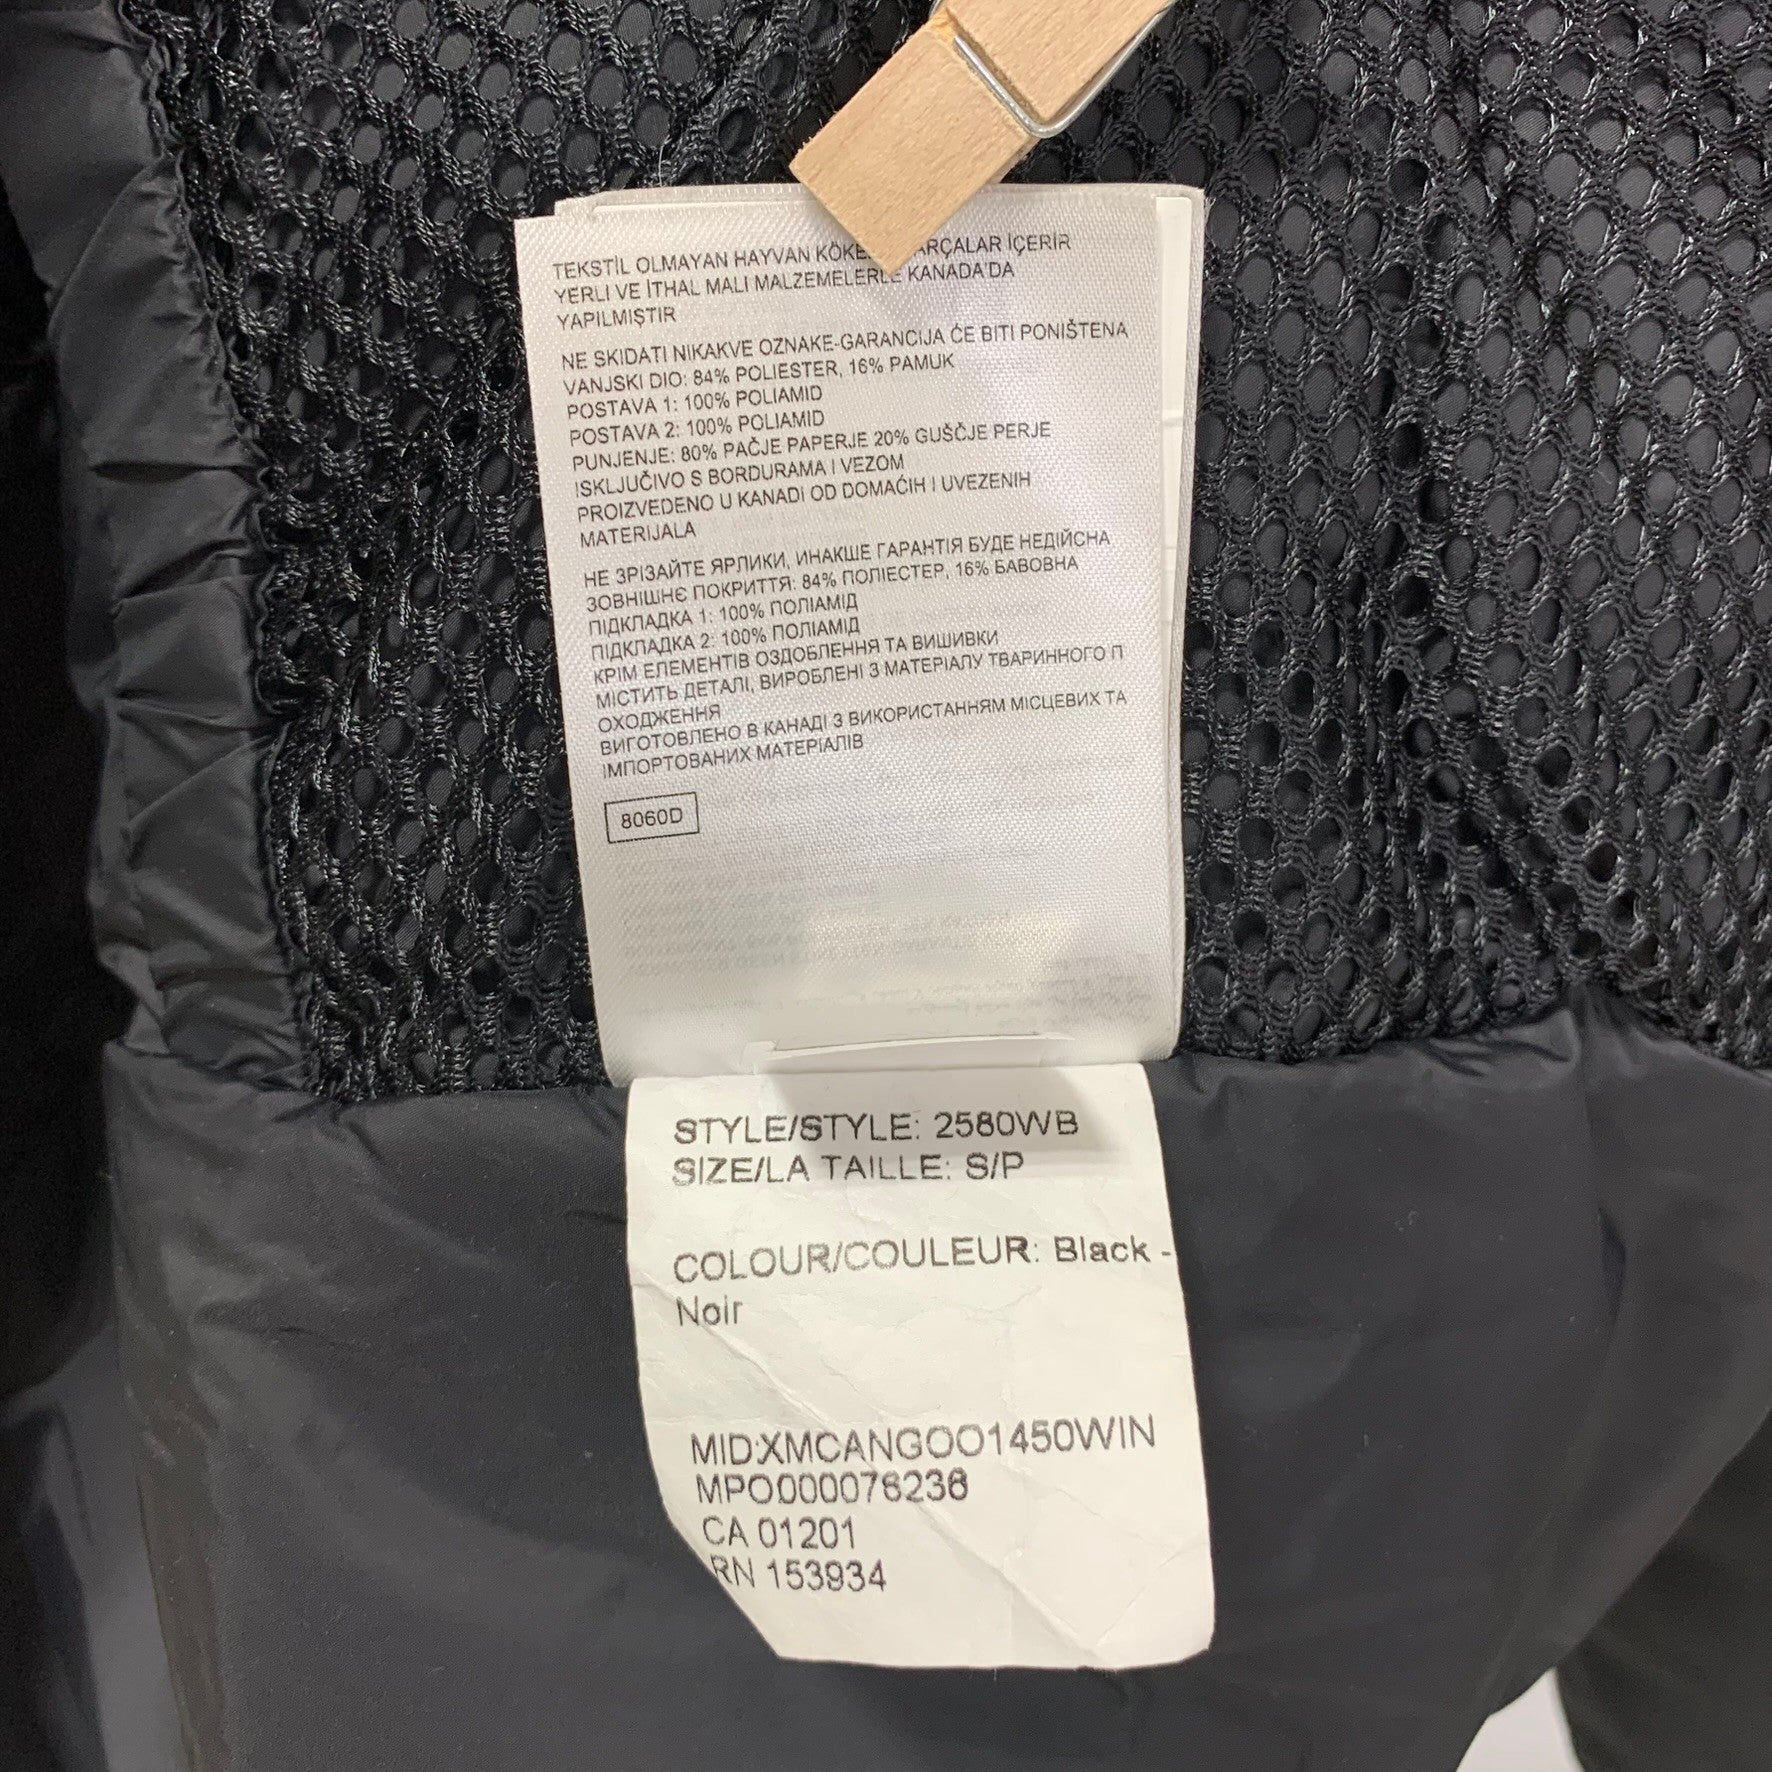 TEKSTİL OLMAYAN HAYVAN KÖKE ARÇALAR İÇERİR
YERLI VE İTHAL MALI MALZEMELERLE KANADA'DA
YAPILMIŞTIR
NE SKIDATI NIKAKVE OZNAKE-GARANCIJA ĆE BITI PONIŠTENA
VANJSKI DIO: 84% POLIESTER, 16% PAMUK
POSTAVA 1: 100% POLIAMID
POSTAVA 2: 100% POLIAMID
PUNJENJE: 80% PAČJE PAPERJE 20% GUŠČJE PERJE
ISKLJUČIVO S BORDURAMA I VEZOM
PROIZVEDENO U KANADI OD DOMAĆIH I UVEZENIH
MATERIJALA
НЕ ЗРІЗАЙТЕ ЯРЛИКИ, ИНАКШЕ ГАРАНТІЯ БУДЕ НЕДІЙСНА
ЗОВНІШНЄ ПОКРИТТЯ: 84% ПОЛІЕСТЕР, 16% БАВОВНА
ПІДКЛАДКА 1: 100% ПОЛІАМІД
ПІДКЛАДКА 2: 100% ПОЛІАМІД
КРІМ ЕЛЕМЕНТІВ ОЗДОБЛЕННЯ ТА ВИШИВКИ
МІСТИТЬ ДЕТАЛІ, ВИРОБЛЕНІ З МАТЕРІАЛУ ТВАРИННОГО П
ОХОДЖЕННЯ
ВИГОТОВЛЕНО В КАНАДІ З ВИКОРИСТАННЯМ МІСЦЕВИХ ТА
ІМПОРТОВАНИХ МАТЕРІАЛІВ
8060D
STYLE/STYLE: 2580WB
SIZE/LA TAILLE: S/P
COLOUR/COULEUR: Black -
Noir
MID:XMCANGOO1450WIN
MPO000078238
CA 01201
RN 153934